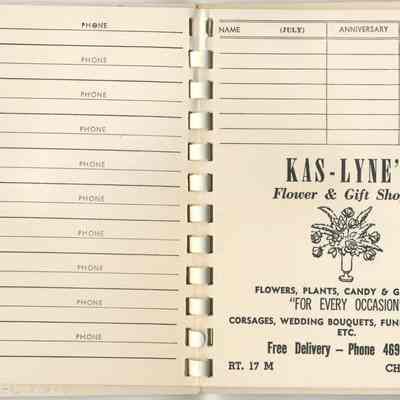 PHONE
PHONE
PHONE
PHONE
PHONE
PHONE
PHONE
PHONE
PHONE
PHONE
NAME (JULY) ANNIVERSARY
KAS-LYNE'
Flower & Gift Sho
FLOWERS, PLANTS, CANDY & G
"FOR EVERY OCCASION
CORSAGES, WEDDING BOUQUETS, FUN
ETC.
Free Delivery – Phone 469
RT. 17 M CH